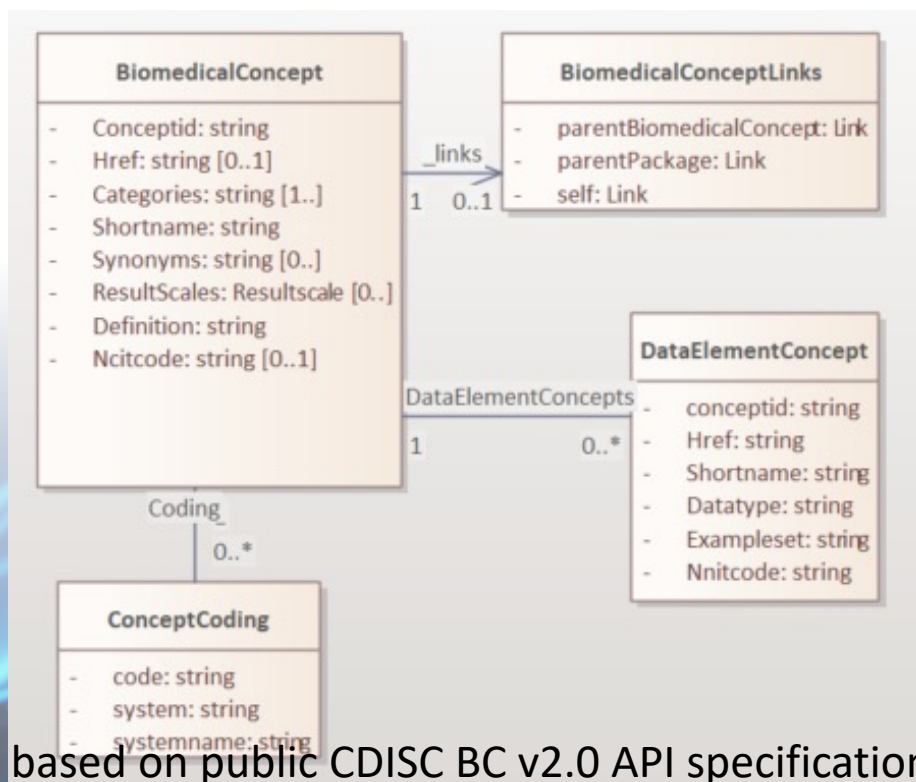 BiomedicalConcept
- Conceptid: string
- Href: string [0..1]
- Categories: string [1..]
- Shortname: string
- Synonyms: string [0..]
- ResultScales: Resultscale [0..]
- Definition: string
- Ncitcode: string [0..1]
_links
1 0..1
BiomedicalConceptLinks
- parentBiomedicalConcept: Link
- parentPackage: Link
- self: Link
DataElementConcepts
1 0..*
DataElementConcept
- conceptid: string
- Href: string
- Shortname: string
- Datatype: string
- Exampleset: string
- Nnitcode: string
Coding_
0..*
ConceptCoding
- code: string
- system: string
- systemname: string
based on public CDISC BC v2.0 API specification